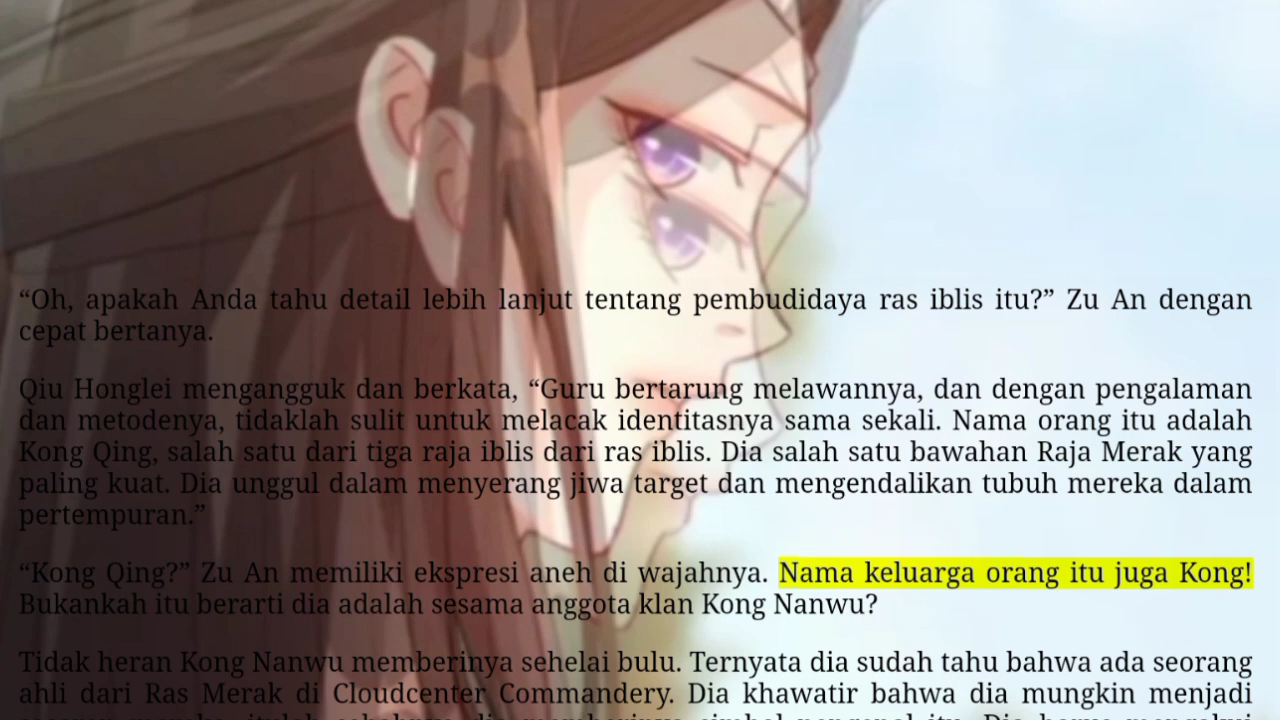 “Oh, apakah Anda tahu detail lebih lanjut tentang pembudidaya ras iblis itu?” Zu An dengan
cepat bertanya.
Qiu Honglei mengangguk dan berkata, “Guru bertarung melawannya, dan dengan pengalaman
dan metodenya, tidaklah sulit untuk melacak identitasnya sama sekali. Nama orang itu adalah
Kong Qing, salah satu dari tiga raja iblis dari ras iblis. Dia salah satu bawahan Raja Merak yang
paling kuat. Dia unggul dalam menyerang jiwa target dan mengendalikan tubuh mereka dalam
pertempuran.”
“Kong Qing?” Zu An memiliki ekspresi aneh di wajahnya. Nama keluarga orang itu juga Kong!
Bukankah itu berarti dia adalah sesama anggota klan Kong Nanwu?
Tidak heran Kong Nanwu memberinya sehelai bulu. Ternyata dia sudah tahu bahwa ada seorang
ahli dari Ras Merak di Cloudcenter Commandery. Dia khawatir bahwa dia mungkin menjadi